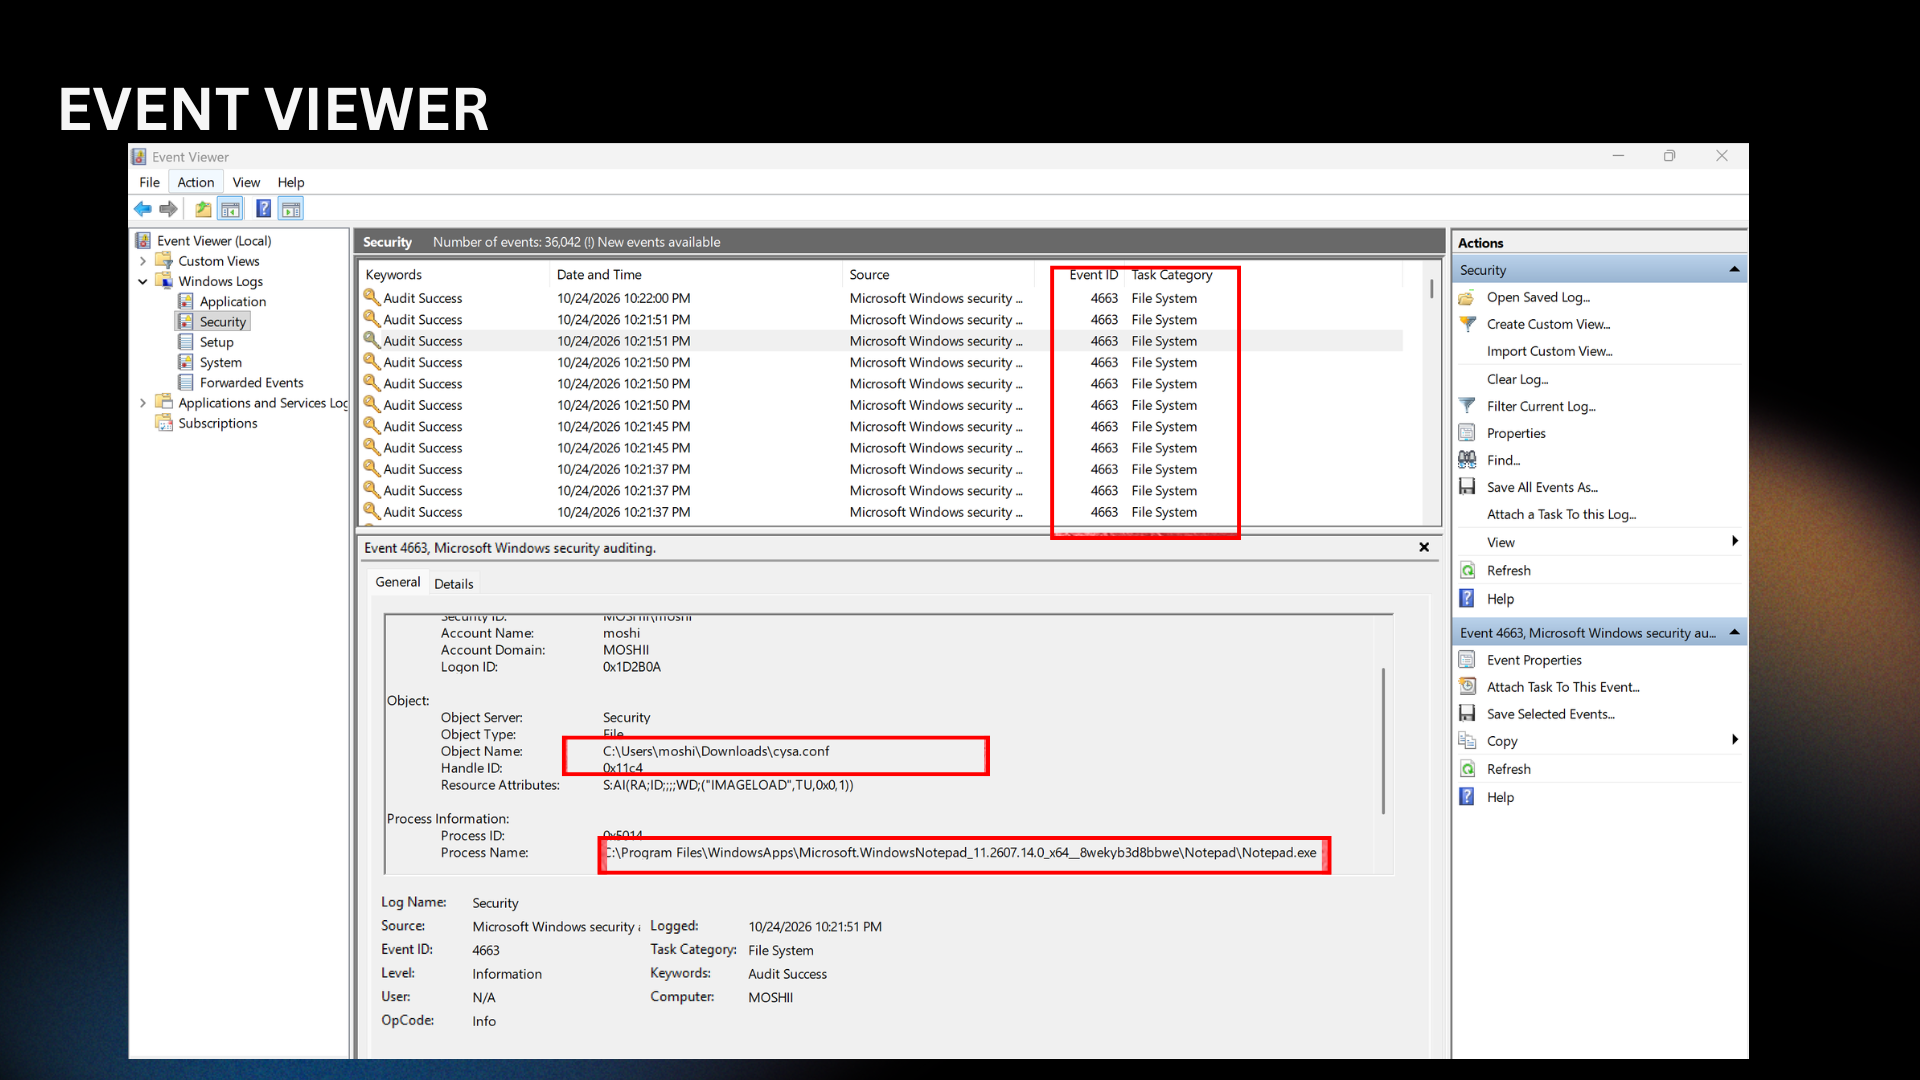 EVENT VIEWER
Event Viewer
File Action View Help
Event Viewer (Local)
Custom Views
Windows Logs
Application
Security
Setup
System
Forwarded Events
Applications and Services Log
Subscriptions
Security Number of events: 36,042 (!) New events available
Keywords Date and Time Source Event ID Task Category
Audit Success 10/24/2026 10:22:00 PM Microsoft Windows security ... 4663 File System
Audit Success 10/24/2026 10:21:51 PM Microsoft Windows security ... 4663 File System
Audit Success 10/24/2026 10:21:51 PM Microsoft Windows security ... 4663 File System
Audit Success 10/24/2026 10:21:50 PM Microsoft Windows security ... 4663 File System
Audit Success 10/24/2026 10:21:50 PM Microsoft Windows security ... 4663 File System
Audit Success 10/24/2026 10:21:50 PM Microsoft Windows security ... 4663 File System
Audit Success 10/24/2026 10:21:45 PM Microsoft Windows security ... 4663 File System
Audit Success 10/24/2026 10:21:45 PM Microsoft Windows security ... 4663 File System
Audit Success 10/24/2026 10:21:37 PM Microsoft Windows security ... 4663 File System
Audit Success 10/24/2026 10:21:37 PM Microsoft Windows security ... 4663 File System
Audit Success 10/24/2026 10:21:37 PM Microsoft Windows security ... 4663 File System
Event 4663, Microsoft Windows security auditing.
General Details
Security ID: MOSHII\moshi
Account Name: moshi
Account Domain: MOSHII
Logon ID: 0x1D2B0A
Object:
Object Server: Security
Object Type: File
Object Name: C:\Users\moshi\Downloads\cysa.conf
Handle ID: 0x11c4
Resource Attributes: S:AI(RA;ID;;;;WD;("IMAGELOAD",TU,0x0,1))
Process Information:
Process ID: 0x5014
Process Name: C:\Program Files\WindowsApps\Microsoft.WindowsNotepad_11.2607.14.0_x64__8wekyb3d8bbwe\Notepad\Notepad.exe
Log Name: Security
Source: Microsoft Windows security Logged: 10/24/2026 10:21:51 PM
Event ID: 4663 Task Category: File System
Level: Information Keywords: Audit Success
User: N/A Computer: MOSHII
OpCode: Info
Actions
Security
Open Saved Log...
Create Custom View...
Import Custom View...
Clear Log...
Filter Current Log...
Properties
Find...
Save All Events As...
Attach a Task To this Log...
View
Refresh
Help
Event 4663, Microsoft Windows security au...
Event Properties
Attach Task To This Event...
Save Selected Events...
Copy
Refresh
Help